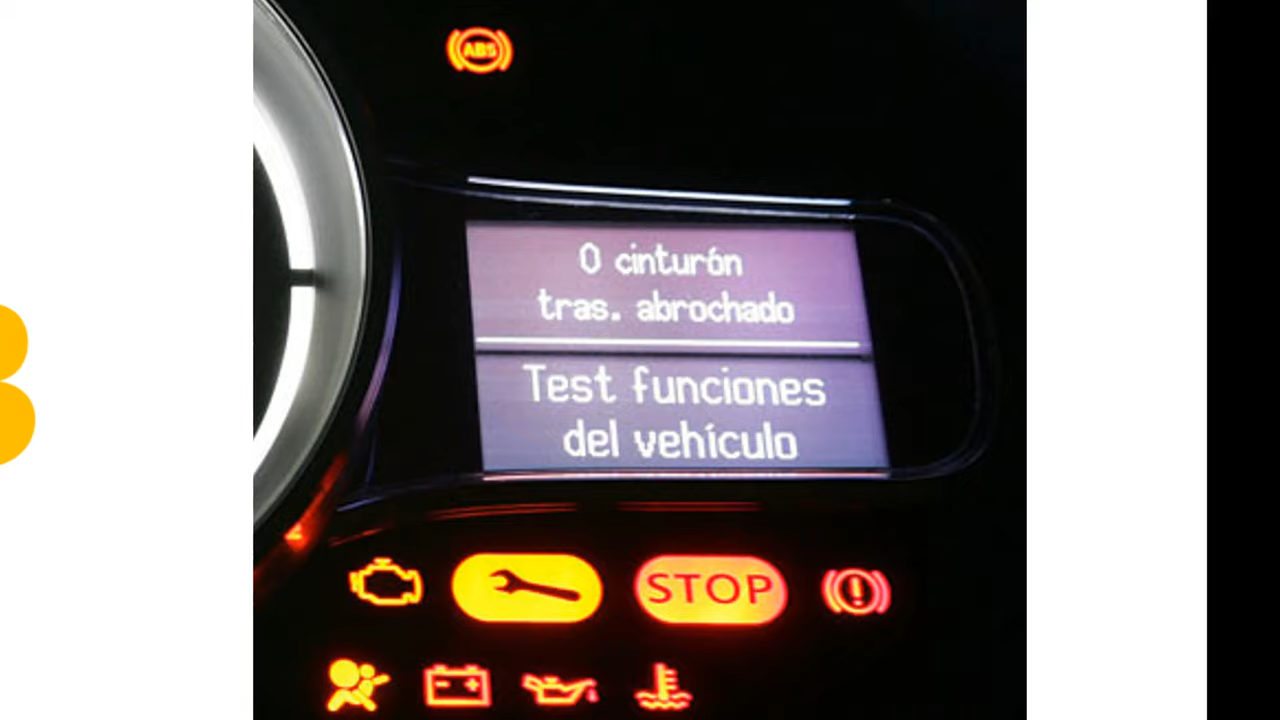 ABS
0 cinturón
tras. abrochado
Test funciones
del vehículo
STOP